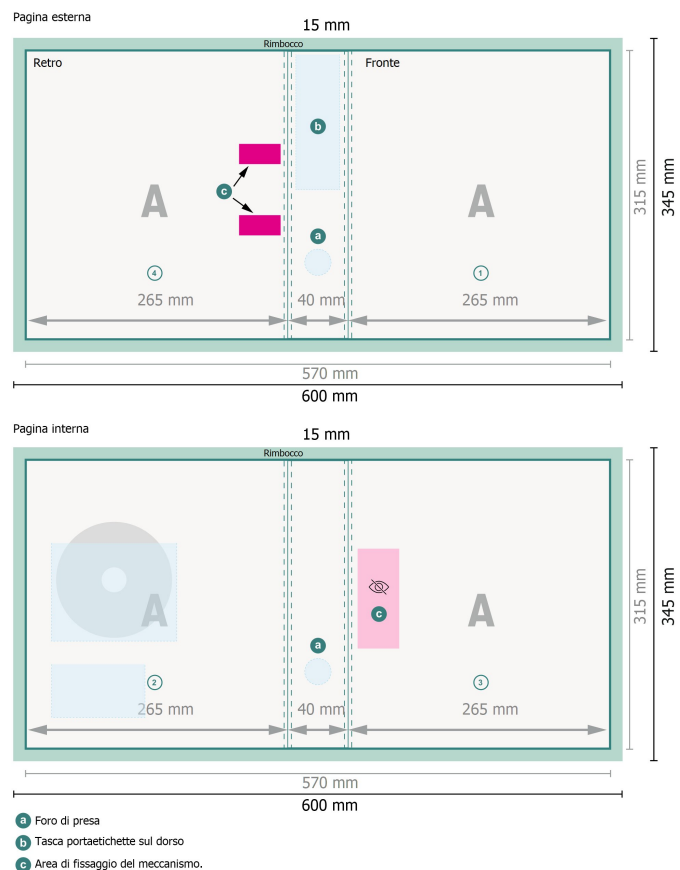 Pagina esterna
15 mm
Rimbocco
Retro
Fronte
b
c
A
A
a
4
1
265 mm
40 mm
265 mm
315 mm
345 mm
570 mm
600 mm
Pagina interna
15 mm
Rimbocco
A
c
A
a
2
3
265 mm
40 mm
265 mm
315 mm
345 mm
570 mm
600 mm
a Foro di presa
b Tasca portaetichette sul dorso
c Area di fissaggio del meccanismo.